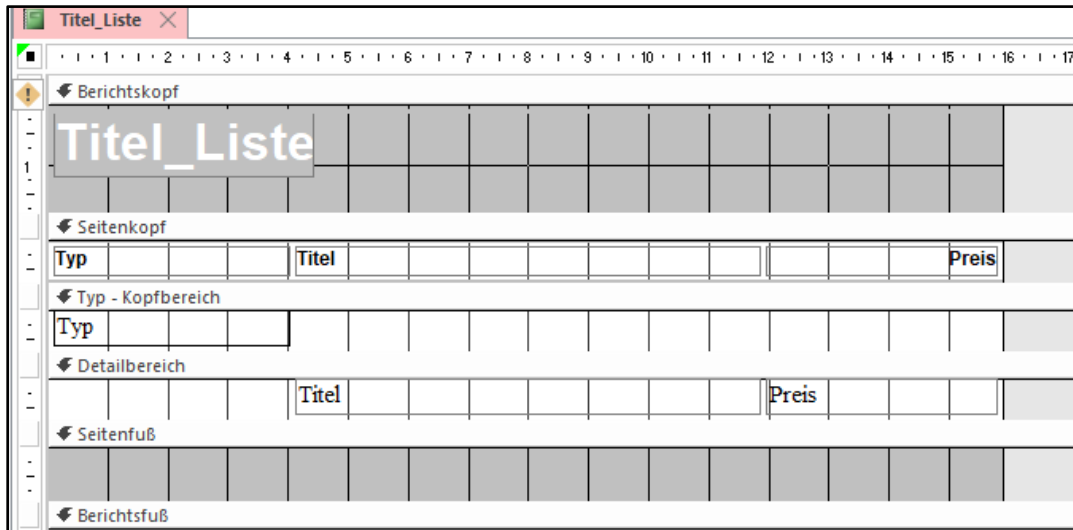 Titel_Liste
1 2 3 4 5 6 7 8 9 10 11 12 13 14 15 16 17
Berichtskopf
Titel_Liste
1
Seitenkopf
Typ Titel Preis
Typ - Kopfbereich
Typ
Detailbereich
Titel Preis
Seitenfuß
Berichtsfuß